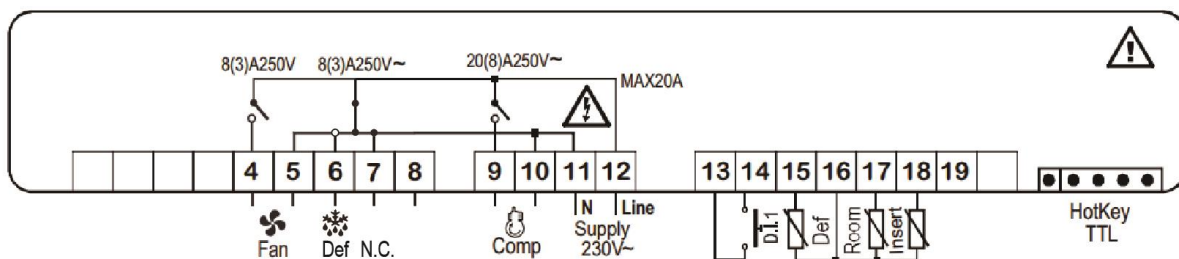 8(3)A250V 8(3)A250V~ 20(8)A250V~
MAX20A
4 5 6 7 8 9 10 11 12 13 14 15 16 17 18 19
N Line
Fan Def N.C. Comp Supply
230V~
D.I.1
Def
Room
Insert
HotKey
TTL